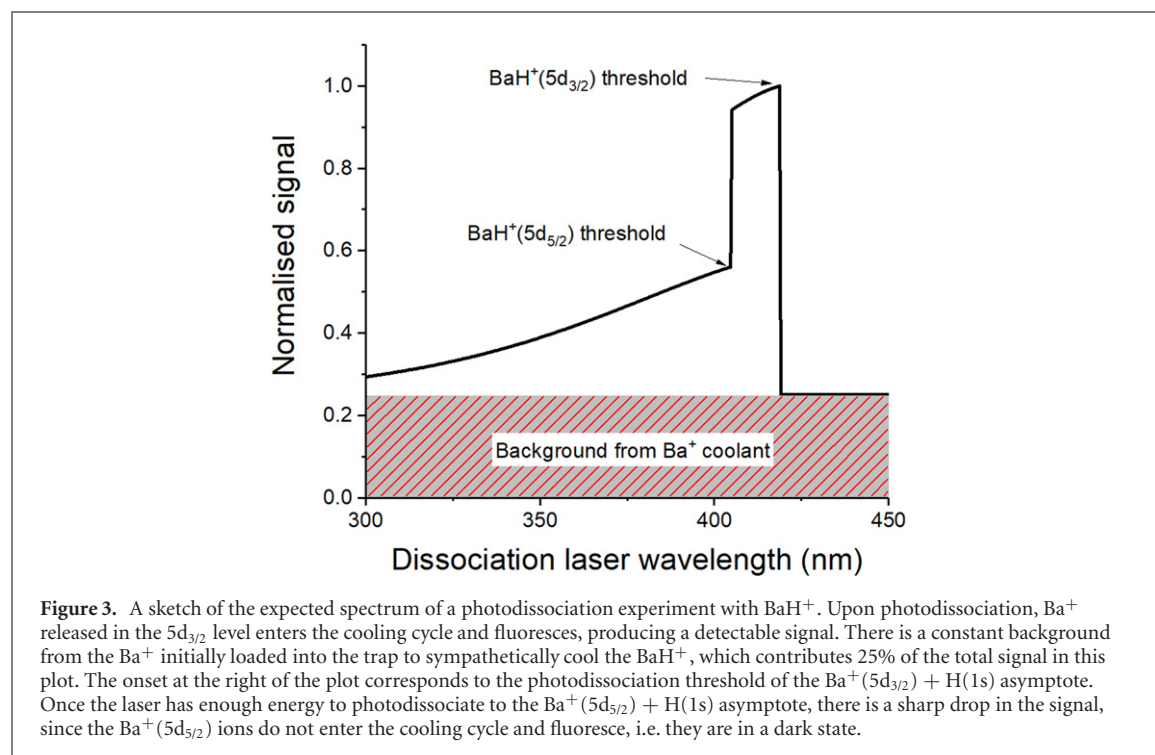 BaH⁺(5d₃/₂) threshold
1.0
0.8
BaH⁺(5d₅/₂) threshold
0.6
0.4
0.2
Background from Ba⁺ coolant
0.0
300 350 400 450
Normalised signal
Dissociation laser wavelength (nm)
Figure 3. A sketch of the expected spectrum of a photodissociation experiment with BaH⁺. Upon photodissociation, Ba⁺
released in the 5d₃/₂ level enters the cooling cycle and fluoresces, producing a detectable signal. There is a constant background
from the Ba⁺ initially loaded into the trap to sympathetically cool the BaH⁺, which contributes 25% of the total signal in this
plot. The onset at the right of the plot corresponds to the photodissociation threshold of the Ba⁺(5d₃/₂) + H(1s) asymptote.
Once the laser has enough energy to photodissociate to the Ba⁺(5d₅/₂) + H(1s) asymptote, there is a sharp drop in the signal,
since the Ba⁺(5d₅/₂) ions do not enter the cooling cycle and fluoresce, i.e. they are in a dark state.